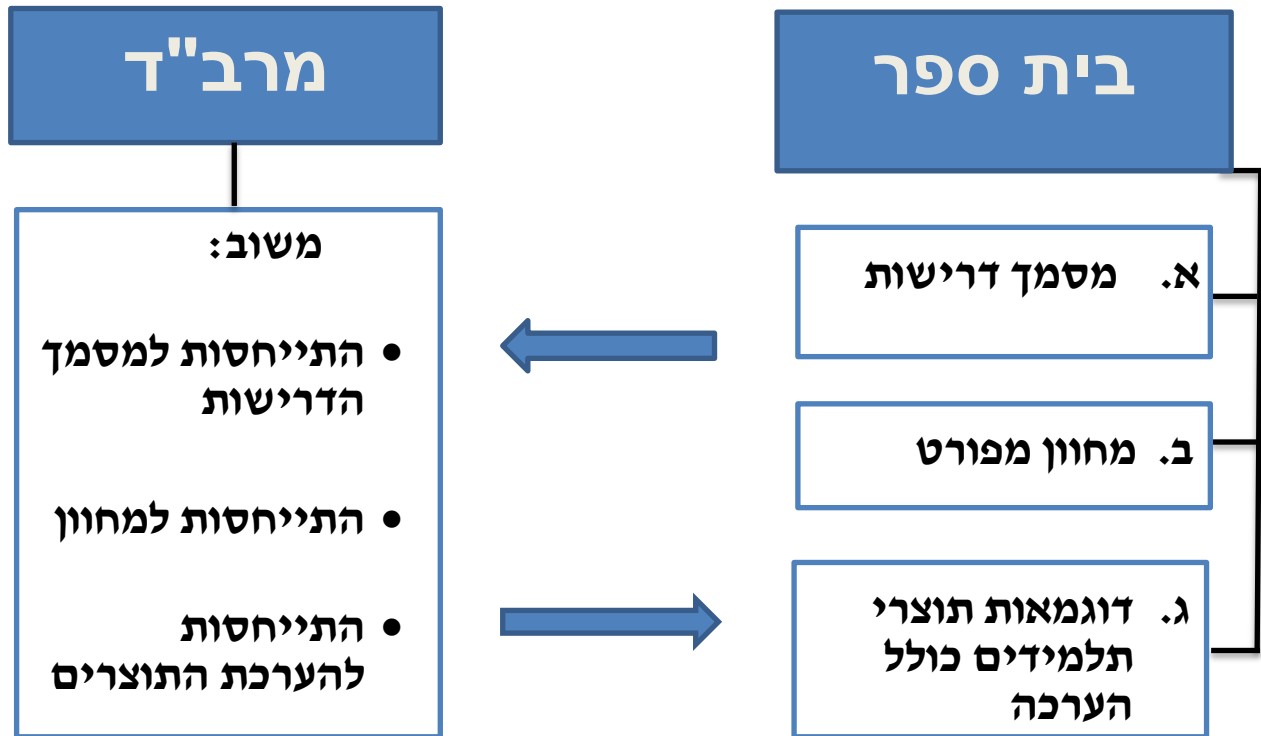 בית ספר
א. מסמך דרישות
ב. מחוון מפורט
ג. דוגמאות תוצרי
תלמידים כולל
הערכה
מרב"ד
משוב:
• התייחסות למסמך
הדרישות
• התייחסות למחוון
• התייחסות
להערכת התוצרים